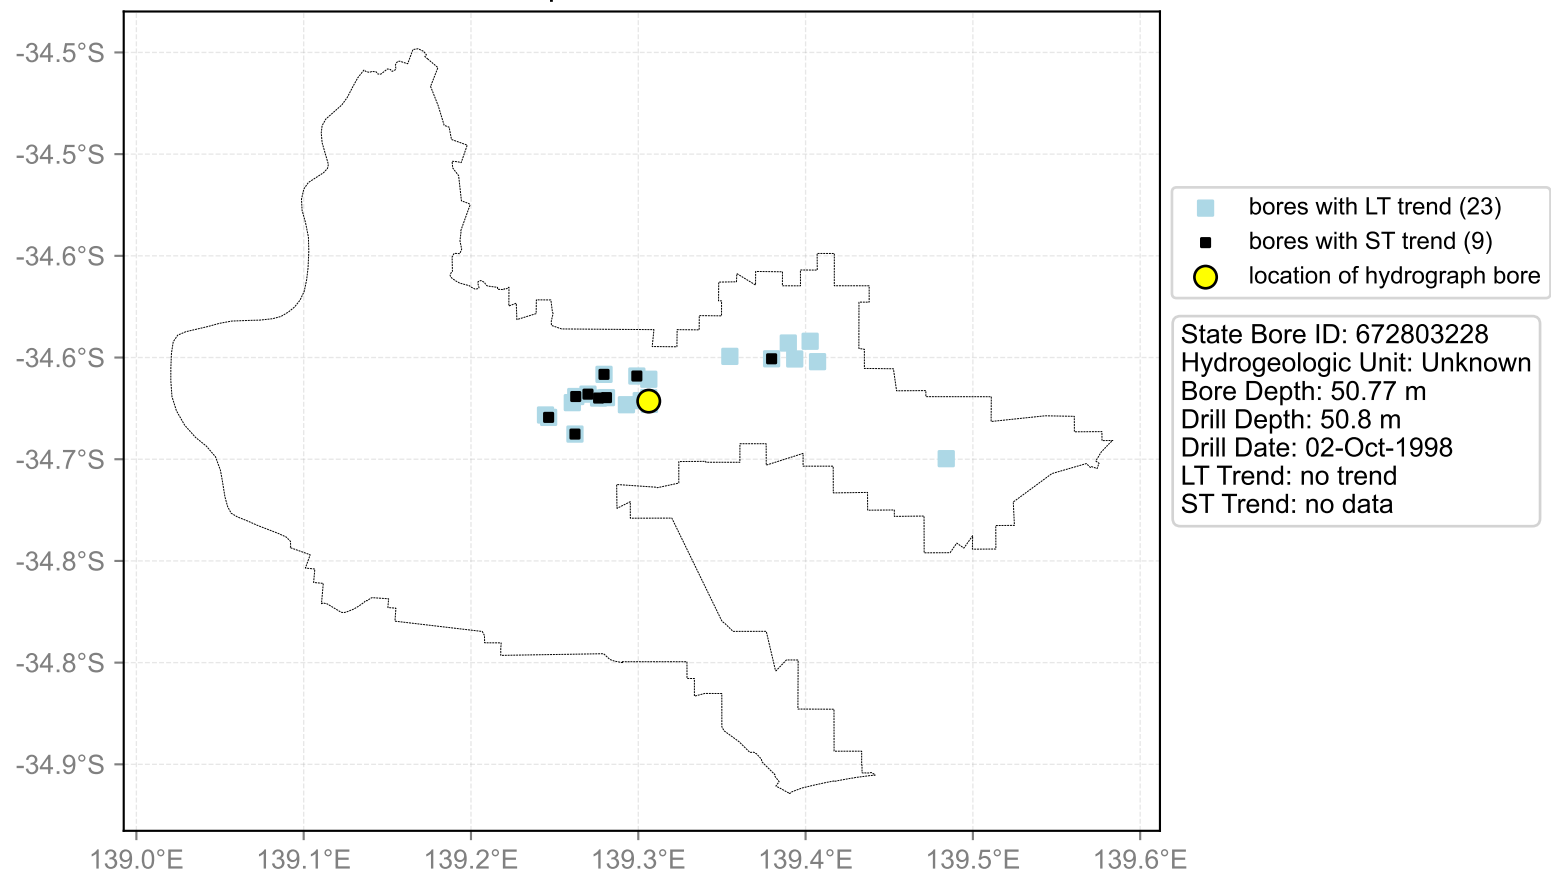 -34.5°S
-34.5°S
-34.6°S
-34.6°S
-34.7°S
-34.8°S
-34.8°S
-34.9°S
139.0°E
139.1°E
139.2°E
139.3°E
139.4°E
139.5°E
139.6°E
bores with LT trend (23)
bores with ST trend (9)
location of hydrograph bore
State Bore ID: 672803228
Hydrogeologic Unit: Unknown
Bore Depth: 50.77 m
Drill Depth: 50.8 m
Drill Date: 02-Oct-1998
LT Trend: no trend
ST Trend: no data